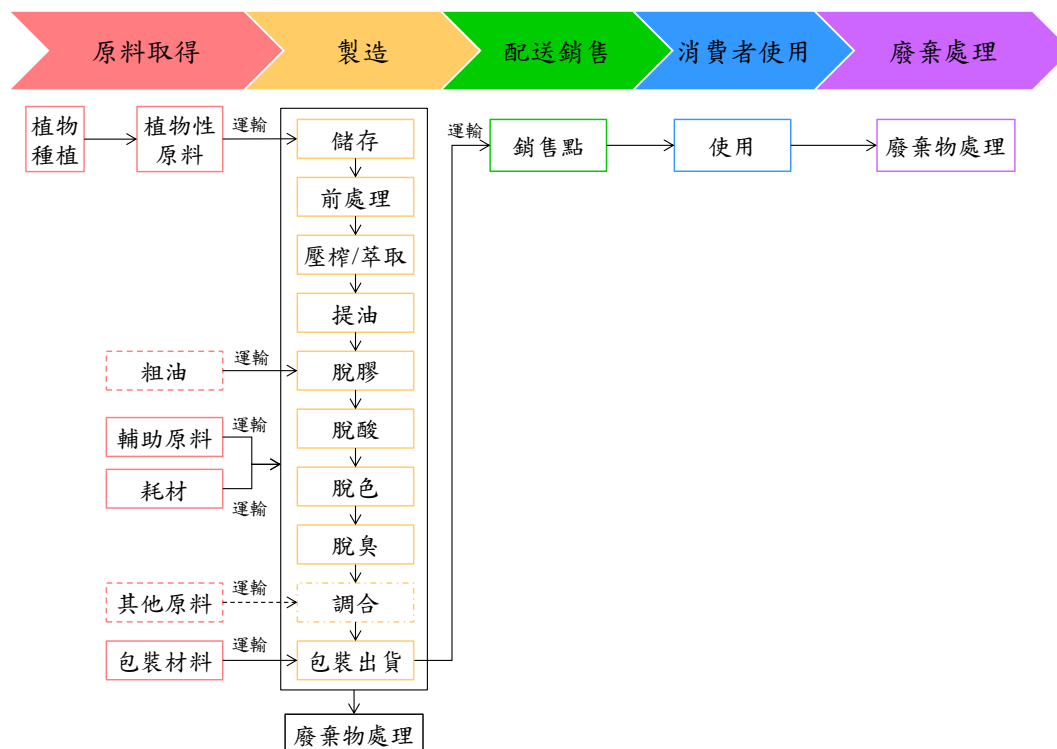 原料取得
製造
配送銷售
消費者使用
廢棄處理
植物
種植
植物性
原料
運輸
儲存
運輸
銷售點
使用
廢棄物處理
前處理
壓榨/萃取
提油
粗油
運輸
脫膠
輔助原料
運輸
脫酸
耗材
運輸
脫色
脫臭
其他原料
運輸
調合
包裝材料
運輸
包裝出貨
廢棄物處理